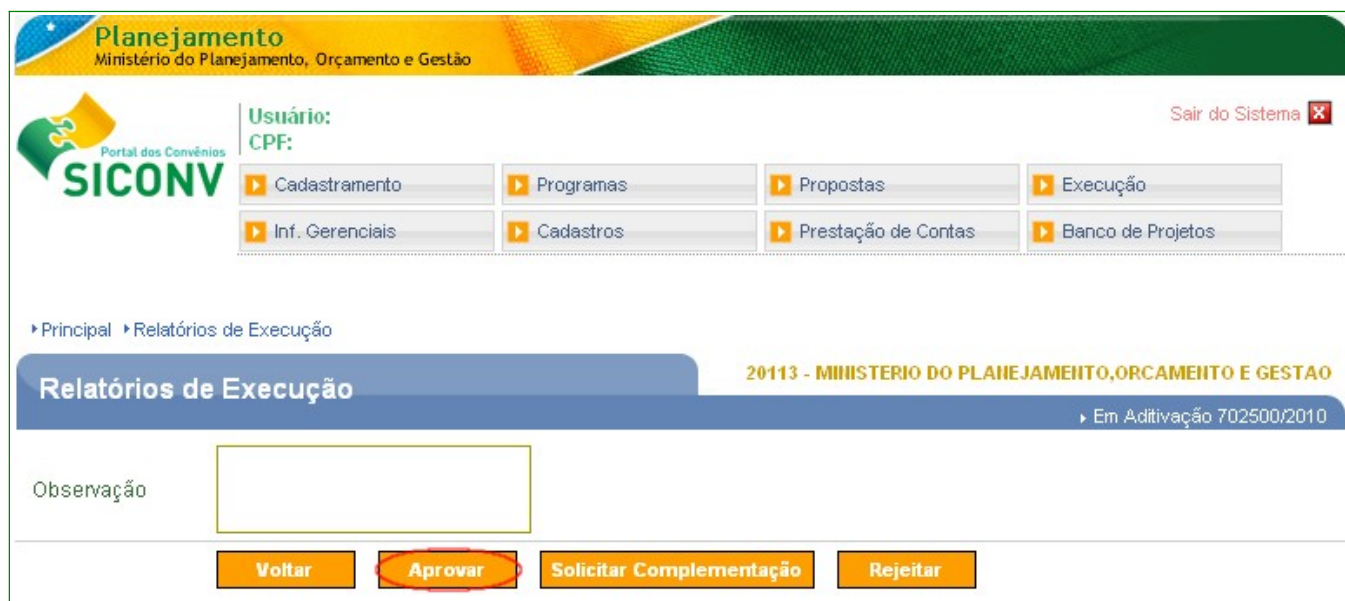 Planejamento
Ministério do Planejamento, Orçamento e Gestão
Portal dos Convênios
SICONV
Usuário:
CPF:
Sair do Sistema
Cadastramento
Programas
Propostas
Execução
Inf. Gerenciais
Cadastros
Prestação de Contas
Banco de Projetos
Principal Relatórios de Execução
Relatórios de Execução
20113 - MINISTERIO DO PLANEJAMENTO,ORCAMENTO E GESTAO
Em Aditivação 702500/2010
Observação
Voltar
Aprovar
Solicitar Complementação
Rejeitar